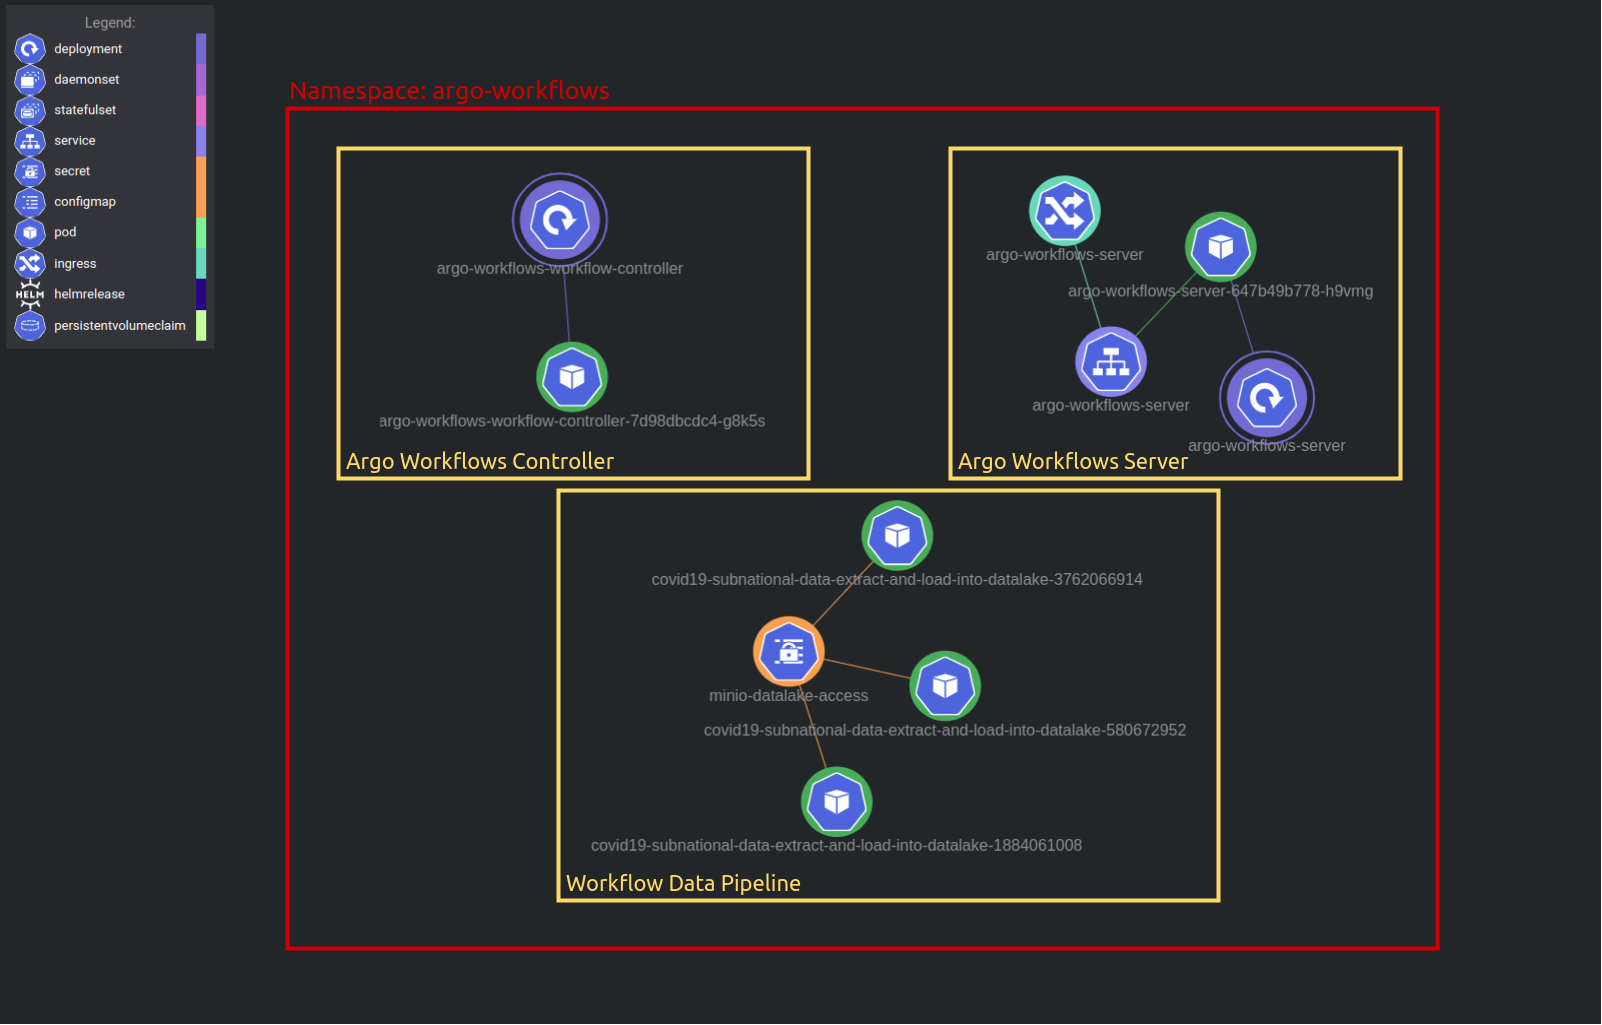 Legend:
deployment
daemonset
statefulset
service
secret
configmap
pod
ingress
HELM helmrelease
persistentvolumeclaim
Namespace: argo-workflows
argo-workflows-workflow-controller
argo-workflows-workflow-controller-7d98dbcdc4-g8k5s
Argo Workflows Controller
argo-workflows-server
argo-workflows-server-647b49b778-h9vmg
argo-workflows-server
argo-workflows-server
Argo Workflows Server
covid19-subnational-data-extract-and-load-into-datalake-3762066914
minio-datalake-access
covid19-subnational-data-extract-and-load-into-datalake-580672952
covid19-subnational-data-extract-and-load-into-datalake-1884061008
Workflow Data Pipeline